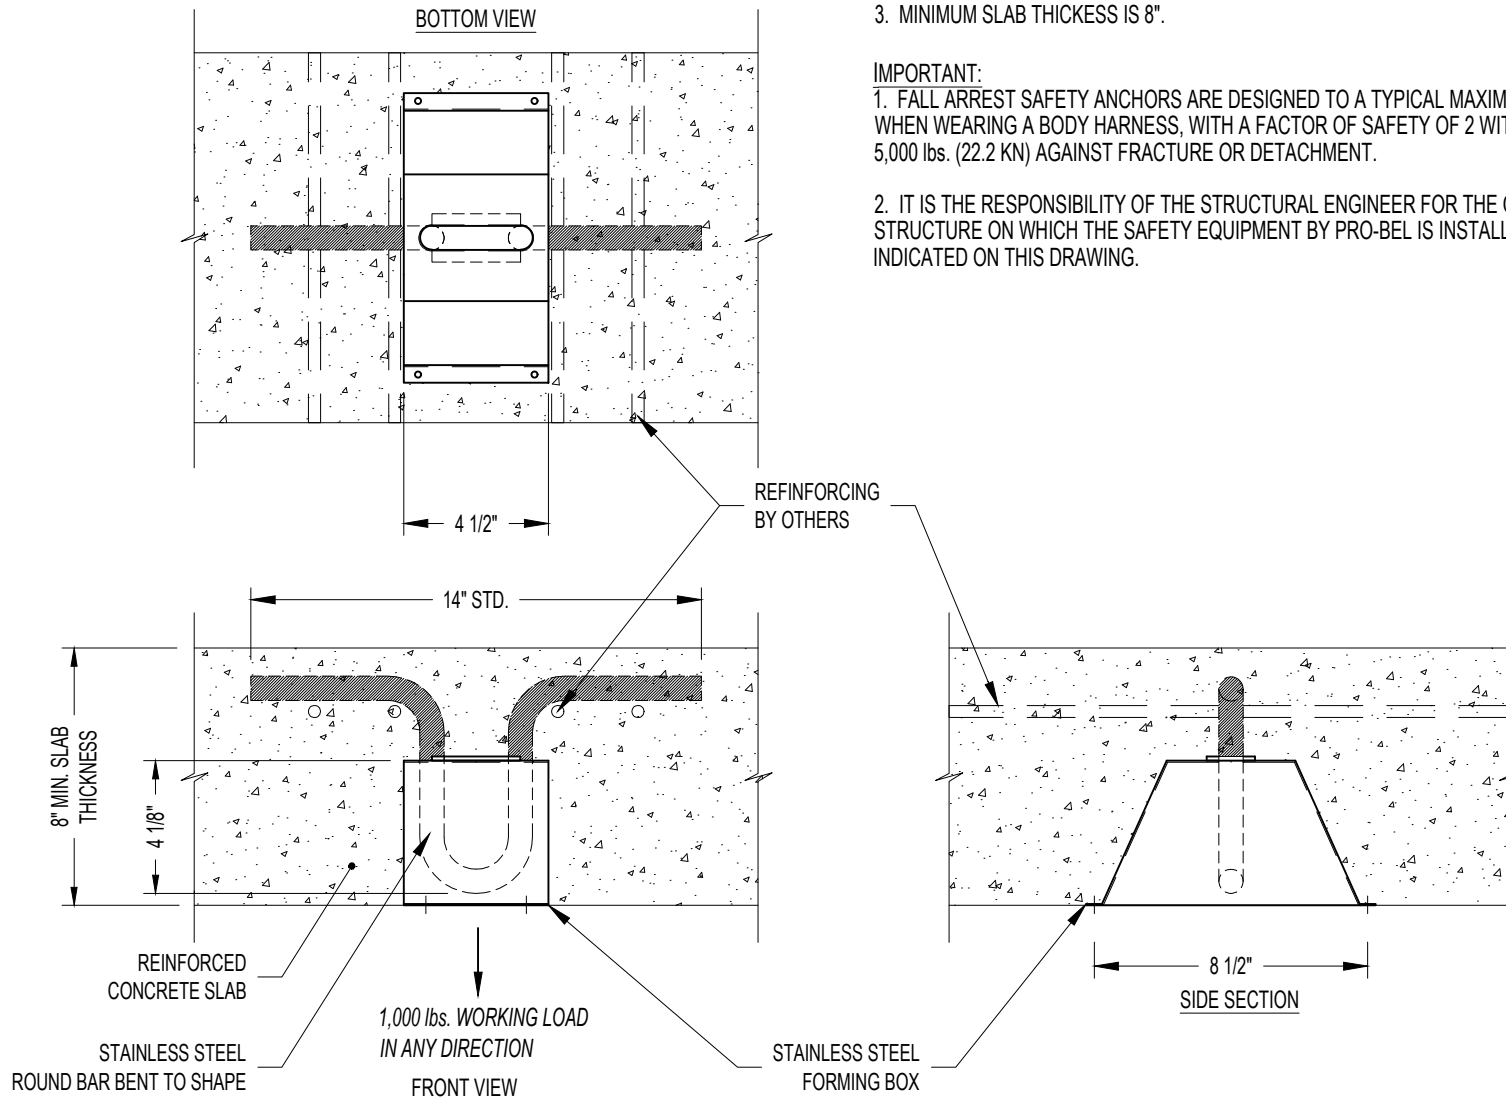 BOTTOM VIEW
3. MINIMUM SLAB THICKESS IS 8".
IMPORTANT:
1. FALL ARREST SAFETY ANCHORS ARE DESIGNED TO A TYPICAL MAXIM
WHEN WEARING A BODY HARNESS, WITH A FACTOR OF SAFETY OF 2 WIT
5,000 lbs. (22.2 KN) AGAINST FRACTURE OR DETACHMENT.
2. IT IS THE RESPONSIBILITY OF THE STRUCTURAL ENGINEER FOR THE
STRUCTURE ON WHICH THE SAFETY EQUIPMENT BY PRO-BEL IS INSTALL
INDICATED ON THIS DRAWING.
4 1/2"
REFINFORCING
BY OTHERS
14" STD.
8" MIN. SLAB
THICKNESS
4 1/8"
REINFORCED
CONCRETE SLAB
1,000 lbs. WORKING LOAD
IN ANY DIRECTION
STAINLESS STEEL
ROUND BAR BENT TO SHAPE
FRONT VIEW
STAINLESS STEEL
FORMING BOX
8 1/2"
SIDE SECTION